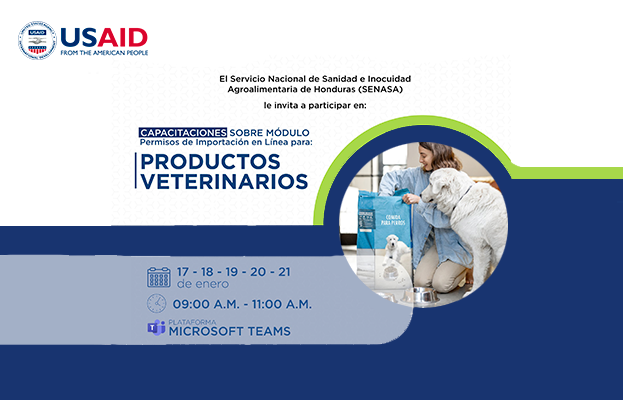 USAID
FROM THE AMERICAN PEOPLE
El Servicio Nacional de Sanidad e Inocuidad
Agroalimentaria de Honduras (SENASA)
le invita a participar en:
CAPACITACIONES SOBRE MÓDULO
Permisos de Importación en Línea para:
PRODUCTOS
VETERINARIOS
COMIDA
PARA PERROS
17 - 18 - 19 - 20 - 21
de enero
09:00 A.M. - 11:00 A.M.
PLATAFORMA
MICROSOFT TEAMS